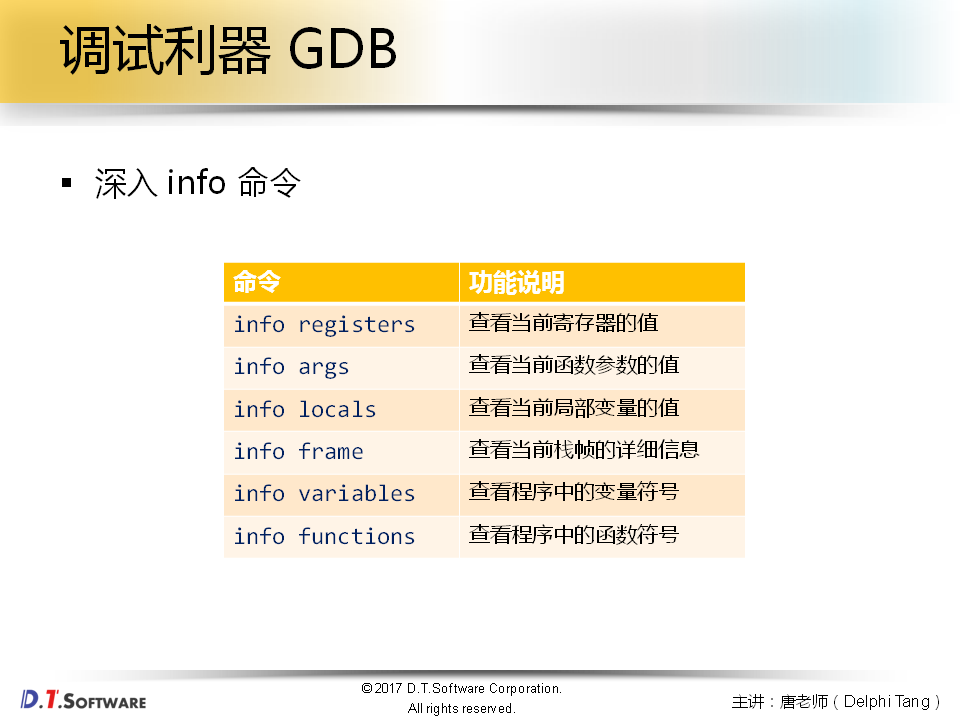 调试利器 GDB
▪ 深入 info 命令
命令 功能说明
info registers 查看当前寄存器的值
info args 查看当前函数参数的值
info locals 查看当前局部变量的值
info frame 查看当前栈帧的详细信息
info variables 查看程序中的变量符号
info functions 查看程序中的函数符号
D.T.SOFTWARE
©2017 D.T.Software Corporation.
All rights reserved.
主讲：唐老师（Delphi Tang）